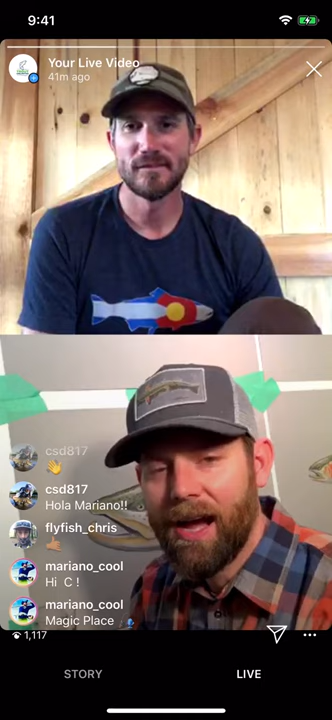 9:41
Your Live Video
41m ago
csd817
👋
csd817
Hola Mariano!!
flyfish_chris
🤙🏼
mariano_cool
Hi C !
mariano_cool
Magic Place
1,117
STORY
LIVE